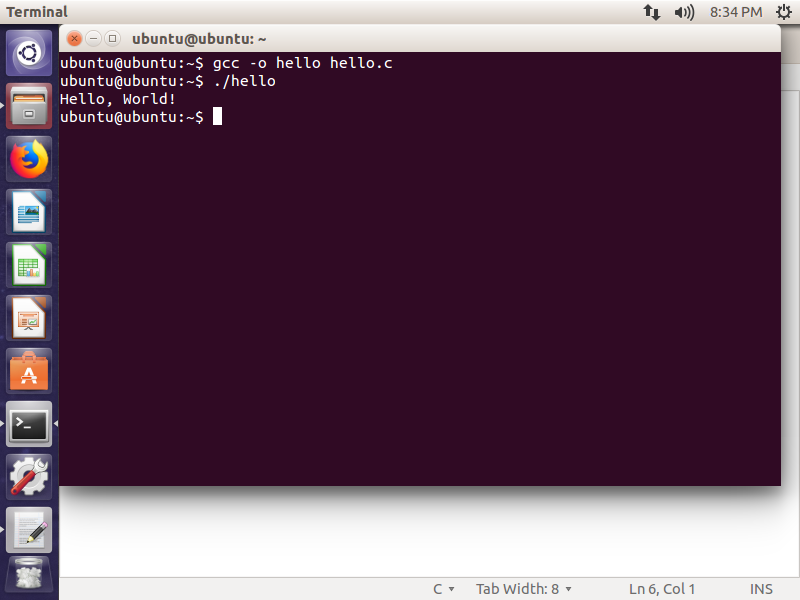 Terminal
8:34 PM
ubuntu@ubuntu: ~
ubuntu@ubuntu:~$ gcc -o hello hello.c
ubuntu@ubuntu:~$ ./hello
Hello, World!
ubuntu@ubuntu:~$
C
Tab Width: 8
Ln 6, Col 1
INS